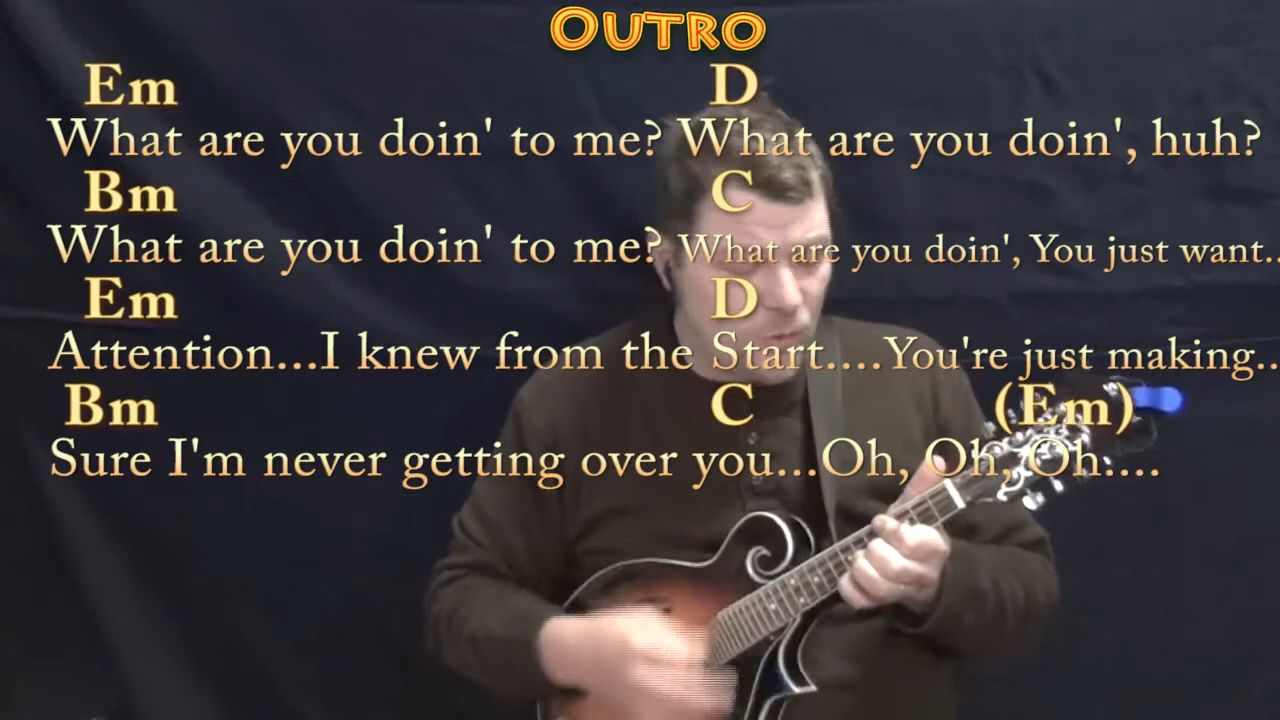 OUTRO
Em D
What are you doin' to me? What are you doin', huh?
Bm C
What are you doin' to me? What are you doin', You just want..
Em D
Attention...I knew from the Start....You're just making..
Bm C (Em)
Sure I'm never getting over you...Oh, Oh, Oh....